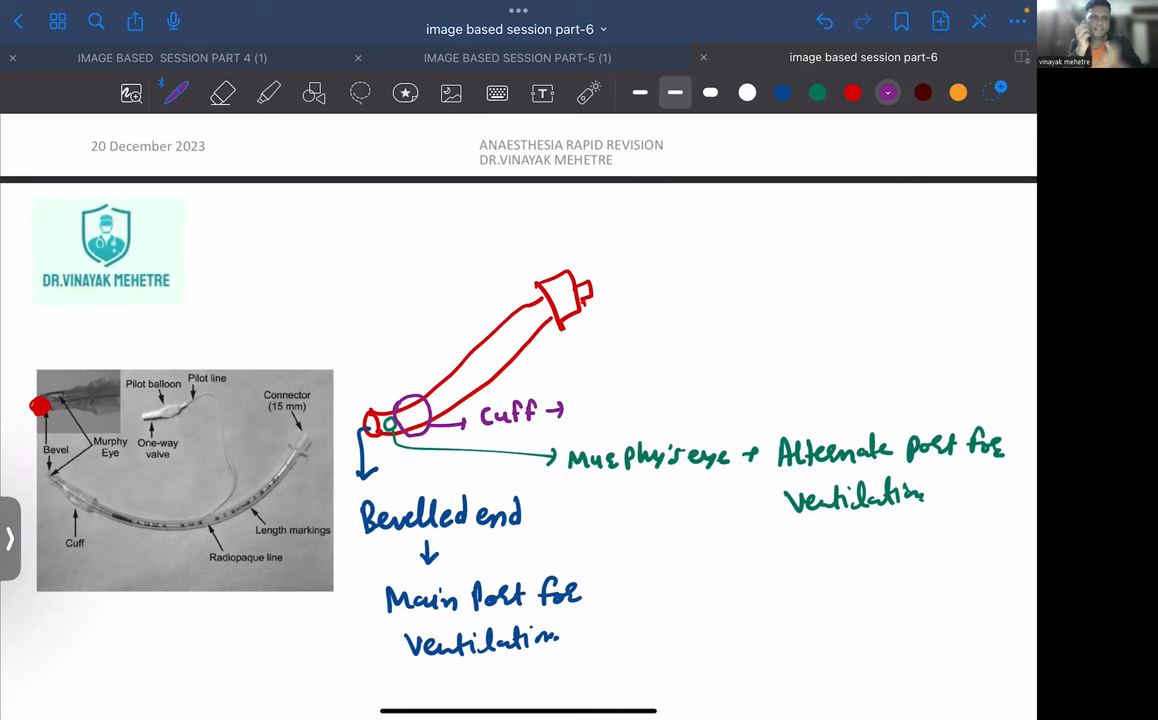 image based session part-6
IMAGE BASED SESSION PART 4 (1)
IMAGE BASED SESSION PART-5 (1)
image based session part-6
vinayak mehetre
20 December 2023
ANAESTHESIA RAPID REVISION
DR.VINAYAK MEHETRE
DR.VINAYAK MEHETRE
Pilot balloon
Pilot line
Connector
(15 mm)
Bevel
Murphy
Eye
One-way
valve
Cuff
Length markings
Radiopaque line
Cuff →
Murphy's eye → Alternate port for
ventilation
Bevelled end
↓
Main port for
ventilation